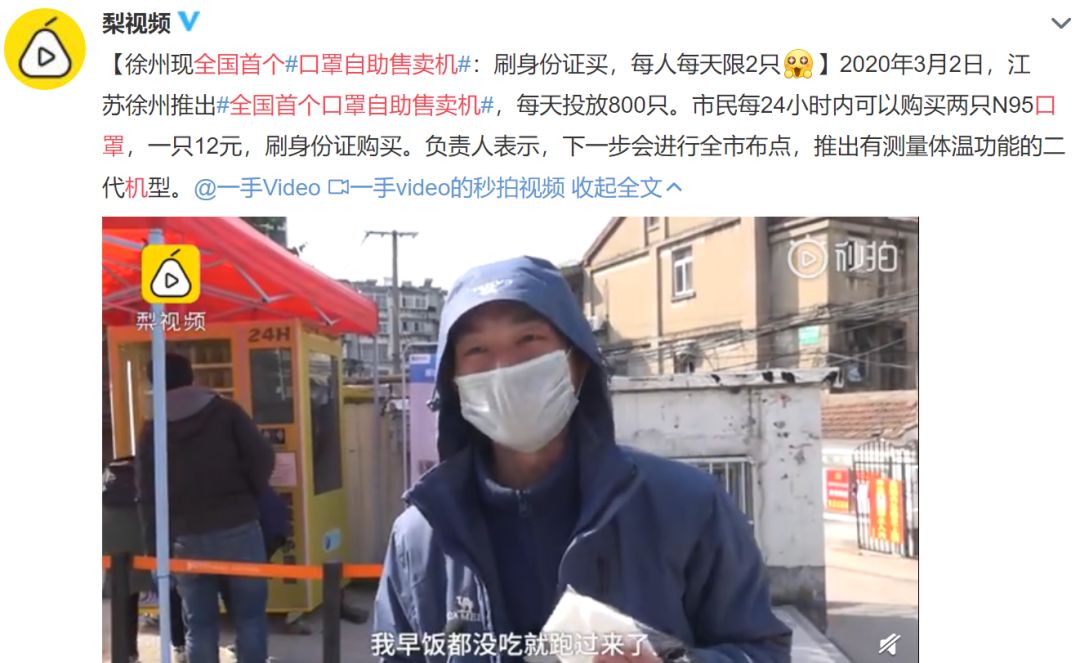 梨视频
【徐州现全国首个#口罩自助售卖机#：刷身份证买，每人每天限2只😱】2020年3月2日，江
苏徐州推出#全国首个口罩自助售卖机#，每天投放800只。市民每24小时内可以购买两只N95口
罩，一只12元，刷身份证购买。负责人表示，下一步会进行全市布点，推出有测量体温功能的二
代机型。@一手Video 一手video的秒拍视频 收起全文
梨视频
秒拍
24H
我早饭都没吃就跑过来了